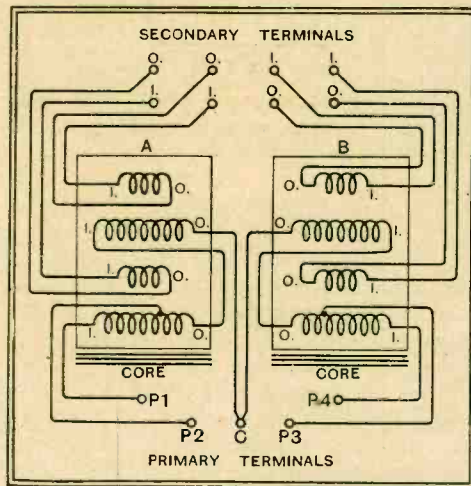 SECONDARY TERMINALS
O. O. I. I.
I. I. O. O.
A B
I. O. O. I.
I. O. O. I.
I. O. O. I.
I. O. O. I.
CORE CORE
P1 P4
P2 C P3
PRIMARY TERMINALS